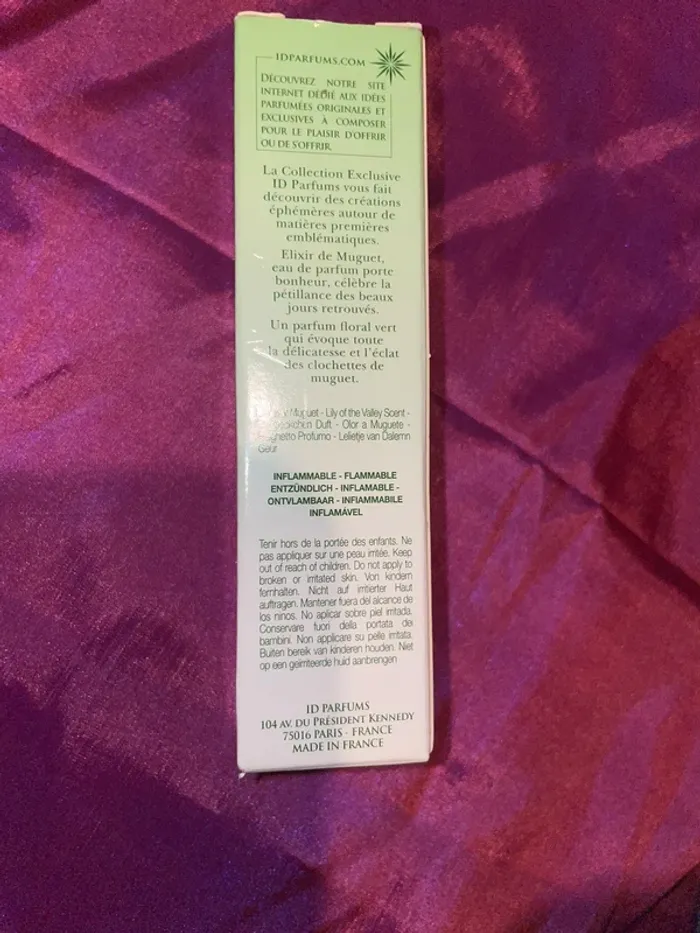 IDPARFUMS.COM
DÉCOUVREZ NOTRE SITE
INTERNET DÉDIÉ AUX IDÉES
PARFUMÉES ORIGINALES ET
EXCLUSIVES À COMPOSER
POUR LE PLAISIR D'OFFRIR
OU DE S'OFFRIR.
La Collection Exclusive
ID Parfums vous fait
découvrir des créations
éphémères autour de
matières premières
emblématiques.
Elixir de Muguet,
eau de parfum porte
bonheur, célèbre la
pétillance des beaux
jours retrouvés.
Un parfum floral vert
qui évoque toute
la délicatesse et l'éclat
des clochettes de
muguet.
Muguet - Lily of the Valley Scent -
Duft - Olor a Muguete -
Profumo - Lelietje van Dalemn
Geur
INFLAMMABLE - FLAMMABLE
ENTZÜNDLICH - INFLAMABLE -
ONTVLAMBAAR - INFIAMMABILE
INFLAMÁVEL
Tenir hors de la portée des enfants. Ne
pas appliquer sur une peau irritée. Keep
out of reach of children. Do not apply to
broken or irritated skin. Von kindern
fernhalten. Nicht auf irritierter Haut
auftragen. Mantener fuera del alcance de
los ninos. No aplicar sobre piel irritada.
Conservare fuori della portata dei
bambini. Non applicare su pelle irritata.
Buiten bereik van kinderen houden. Niet
op een geïrriteerde huid aanbrengen
ID PARFUMS
104 AV. DU PRÉSIDENT KENNEDY
75016 PARIS - FRANCE
MADE IN FRANCE